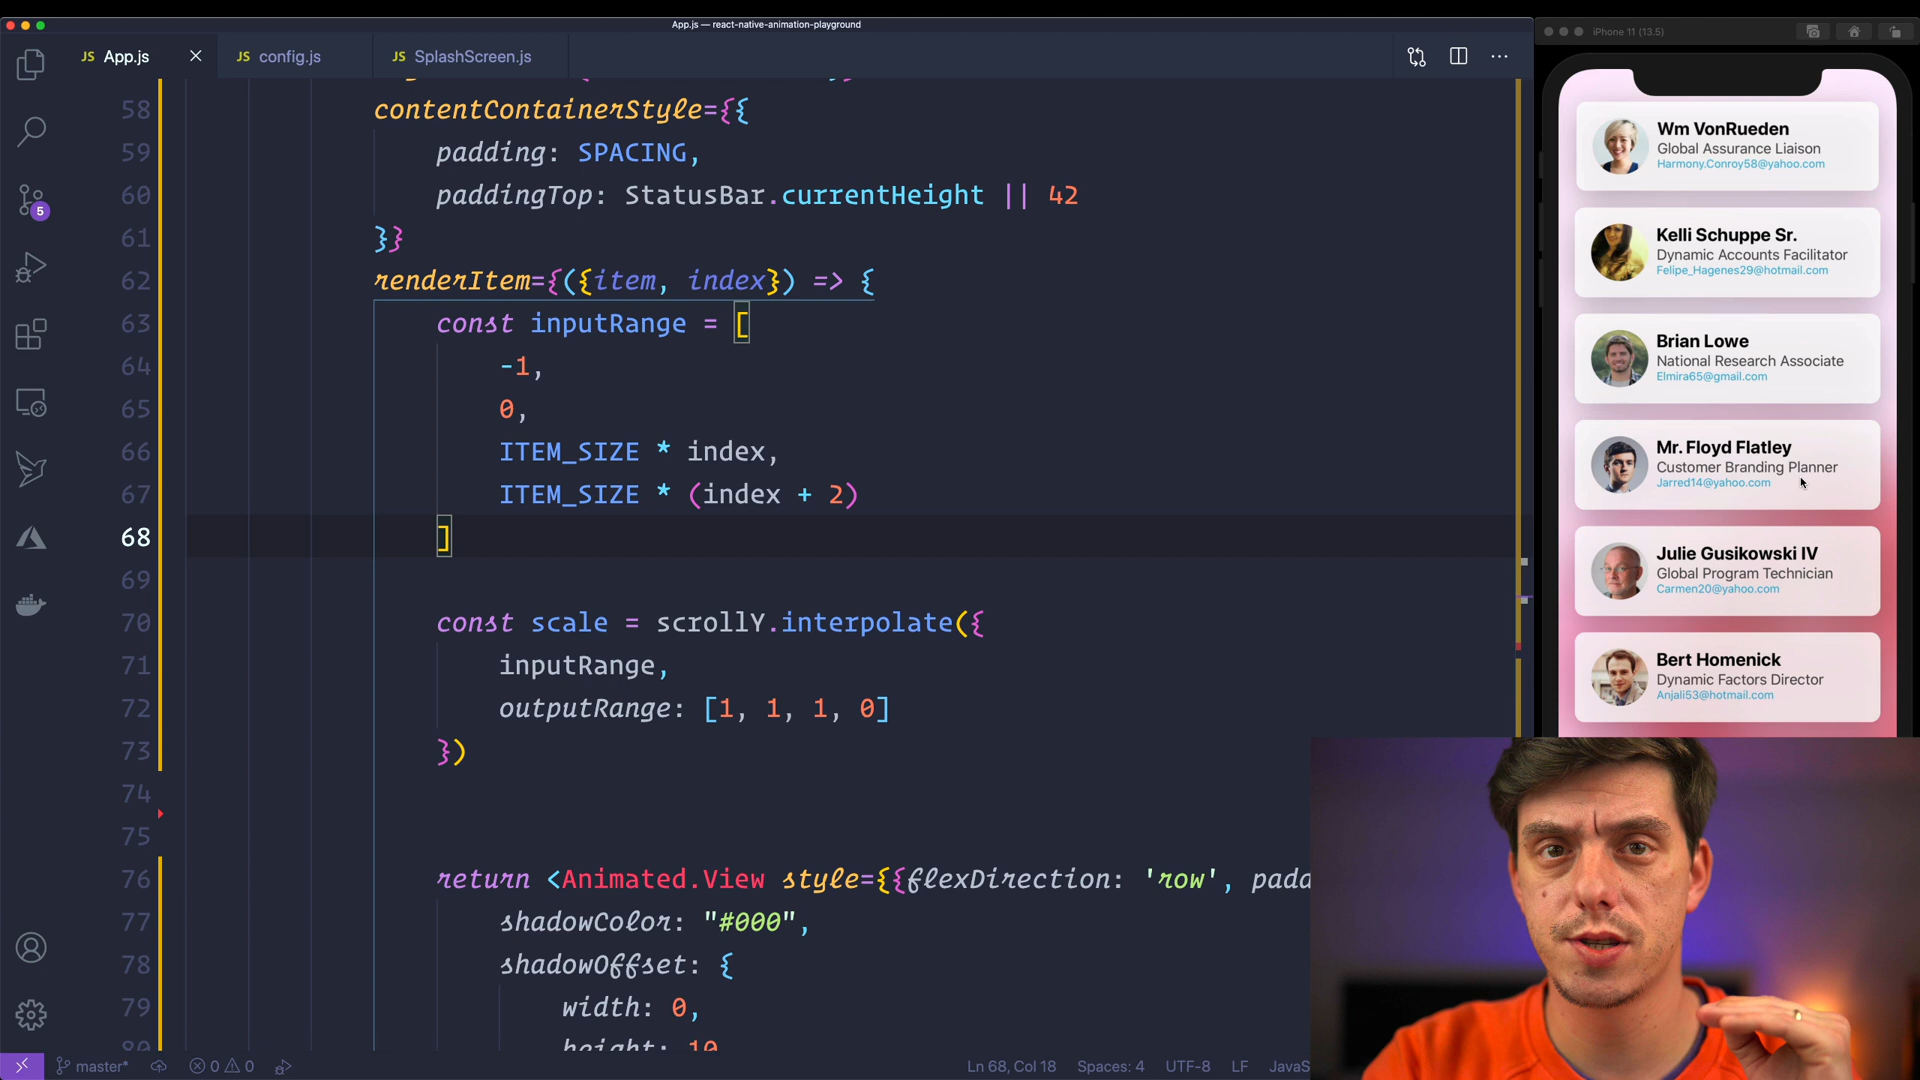 App.js — react-native-animation-playground
JS App.js
JS config.js
JS SplashScreen.js
58 contentContainerStyle={{
59 padding: SPACING,
60 paddingTop: StatusBar.currentHeight || 42
61 }}
62 renderItem={({item, index}) => {
63 const inputRange = [
64 -1,
65 0,
66 ITEM_SIZE * index,
67 ITEM_SIZE * (index + 2)
68 ]
69
70 const scale = scrollY.interpolate({
71 inputRange,
72 outputRange: [1, 1, 1, 0]
73 })
74
75
76 return <Animated.View style={{flexDirection: 'row', padd
77 shadowColor: "#000",
78 shadowOffset: {
79 width: 0,
80 height: 10
5
master* 0 0 Ln 68, Col 18 Spaces: 4 UTF-8 LF JavaS
iPhone 11 (13.5)
Wm VonRueden
Global Assurance Liaison
Harmony.Conroy58@yahoo.com
Kelli Schuppe Sr.
Dynamic Accounts Facilitator
Felipe_Hagenes29@hotmail.com
Brian Lowe
National Research Associate
Elmira65@gmail.com
Mr. Floyd Flatley
Customer Branding Planner
Jarred14@yahoo.com
Julie Gusikowski IV
Global Program Technician
Carmen20@yahoo.com
Bert Homenick
Dynamic Factors Director
Anjali53@hotmail.com